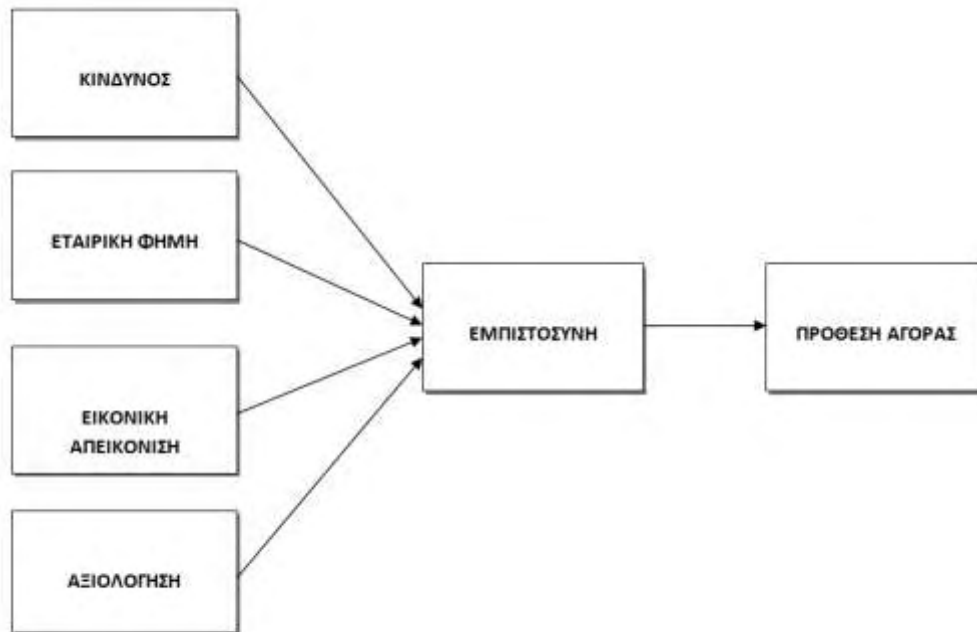 ΚΙΝΔΥΝΟΣ
ΕΤΑΙΡΙΚΗ ΦΗΜΗ
ΕΙΚΟΝΙΚΗ
ΑΠΕΙΚΟΝΙΣΗ
ΑΞΙΟΛΟΓΗΣΗ
ΕΜΠΙΣΤΟΣΥΝΗ
ΠΡΟΘΕΣΗ ΑΓΟΡΑΣ